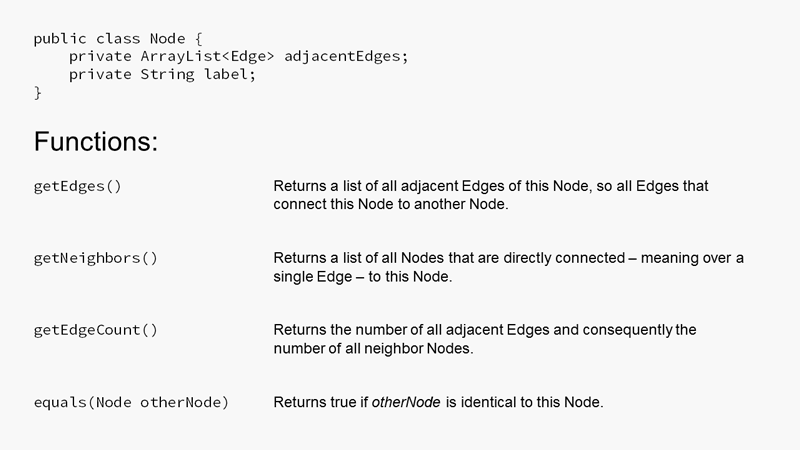 public class Node {
    private ArrayList<Edge> adjacentEdges;
    private String label;
}
Functions:
getEdges() Returns a list of all adjacent Edges of this Node, so all Edges that
connect this Node to another Node.
getNeighbors() Returns a list of all Nodes that are directly connected – meaning over a
single Edge – to this Node.
getEdgeCount() Returns the number of all adjacent Edges and consequently the
number of all neighbor Nodes.
equals(Node otherNode) Returns true if otherNode is identical to this Node.